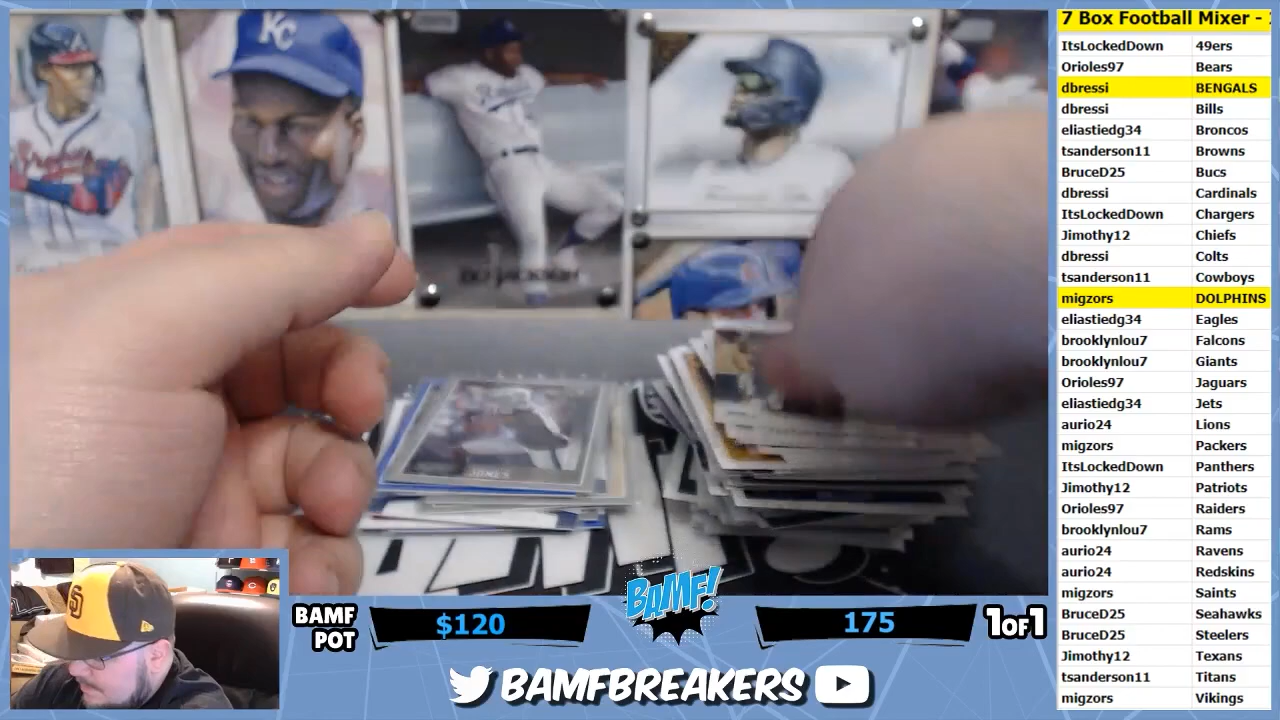 7 Box Football Mixer -
ItsLockedDown 49ers
Orioles97 Bears
dbressi BENGALS
dbressi Bills
eliastiedg34 Broncos
tsanderson11 Browns
BruceD25 Bucs
dbressi Cardinals
ItsLockedDown Chargers
Jimothy12 Chiefs
dbressi Colts
tsanderson11 Cowboys
migzors DOLPHINS
eliastiedg34 Eagles
brooklynlou7 Falcons
brooklynlou7 Giants
Orioles97 Jaguars
eliastiedg34 Jets
aurio24 Lions
migzors Packers
ItsLockedDown Panthers
Jimothy12 Patriots
Orioles97 Raiders
brooklynlou7 Rams
aurio24 Ravens
aurio24 Redskins
migzors Saints
BruceD25 Seahawks
BruceD25 Steelers
Jimothy12 Texans
tsanderson11 Titans
migzors Vikings
KC
BO JACKSON
SD
BAMF POT $120 BAMF! 175 1OF1
BAMFBREAKERS